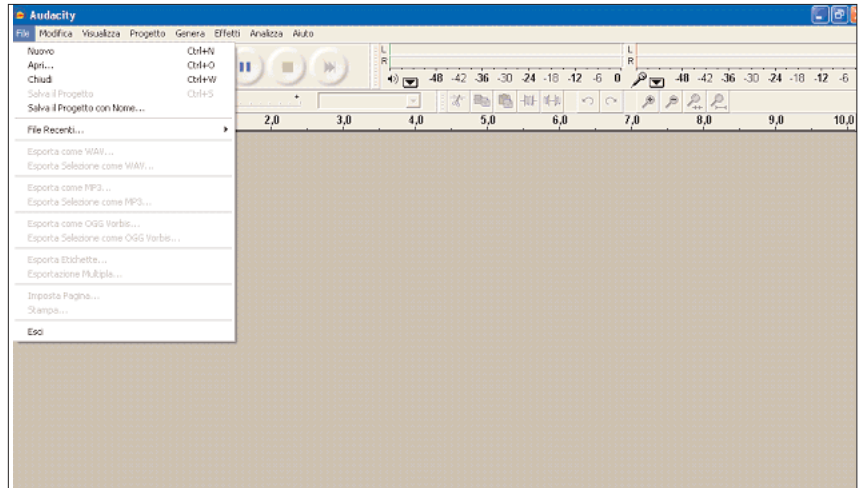 Audacity
File Modifica Visualizza Progetto Genera Effetti Analizza Aiuto
Nuovo Ctrl+N
Apri... Ctrl+O
Chiudi Ctrl+W
Salva il Progetto Ctrl+S
Salva il Progetto con Nome...
File Recenti...
Esporta come WAV...
Esporta Selezione come WAV...
Esporta come MP3...
Esporta Selezione come MP3...
Esporta come OGG Vorbis...
Esporta Selezione come OGG Vorbis...
Esporta Etichette...
Esportazione Multipla...
Imposta Pagina...
Stampa...
Esci
L L
R R
-48 -42 -36 -30 -24 -18 -12 -6 0 -48 -42 -36 -30 -24 -18 -12 -6
2,0 3,0 4,0 5,0 6,0 7,0 8,0 9,0 10,0